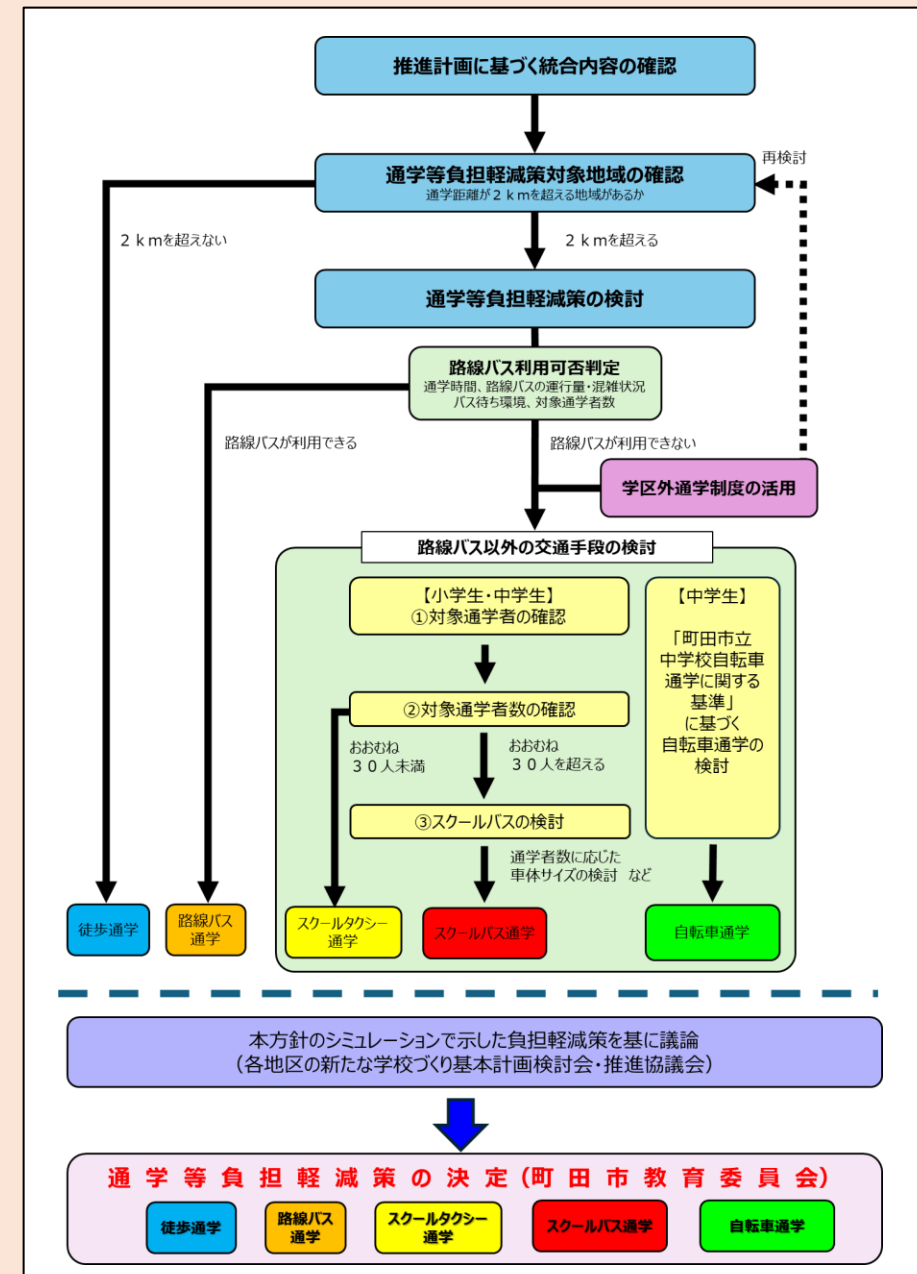 推進計画に基づく統合内容の確認
通学等負担軽減策対象地域の確認
通学距離が2kmを超える地域があるか
再検討
2kmを超えない
2kmを超える
通学等負担軽減策の検討
路線バス利用可否判定
通学時間、路線バスの運行量・混雑状況
バス待ち環境、対象通学者数
路線バスが利用できる
路線バスが利用できない
学区外通学制度の活用
路線バス以外の交通手段の検討
【小学生・中学生】
①対象通学者の確認
②対象通学者数の確認
おおむね
30人未満
おおむね
30人を超える
③スクールバスの検討
通学者数に応じた
車体サイズの検討 など
【中学生】
「町田市立
中学校自転車
通学に関する
基準」
に基づく
自転車通学の
検討
徒歩通学
路線バス
通学
スクールタクシー
通学
スクールバス通学
自転車通学
本方針のシミュレーションで示した負担軽減策を基に議論
(各地区の新たな学校づくり基本計画検討会・推進協議会)
通学等負担軽減策の決定(町田市教育委員会)
徒歩通学
路線バス
通学
スクールタクシー
通学
スクールバス通学
自転車通学